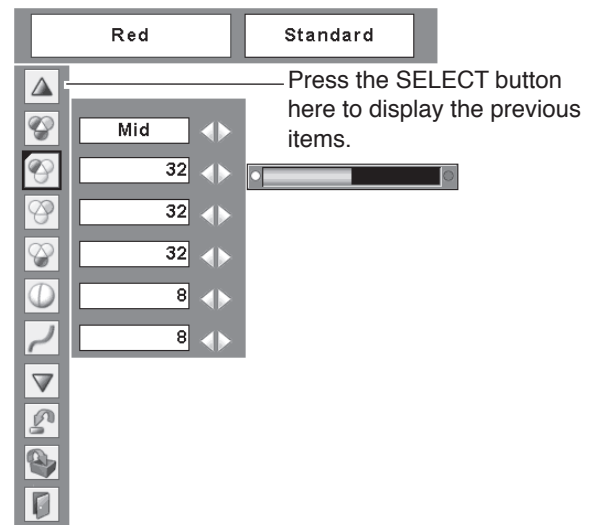 Red
Standard
Press the SELECT button
here to display the previous
items.
Mid
32
32
32
8
8